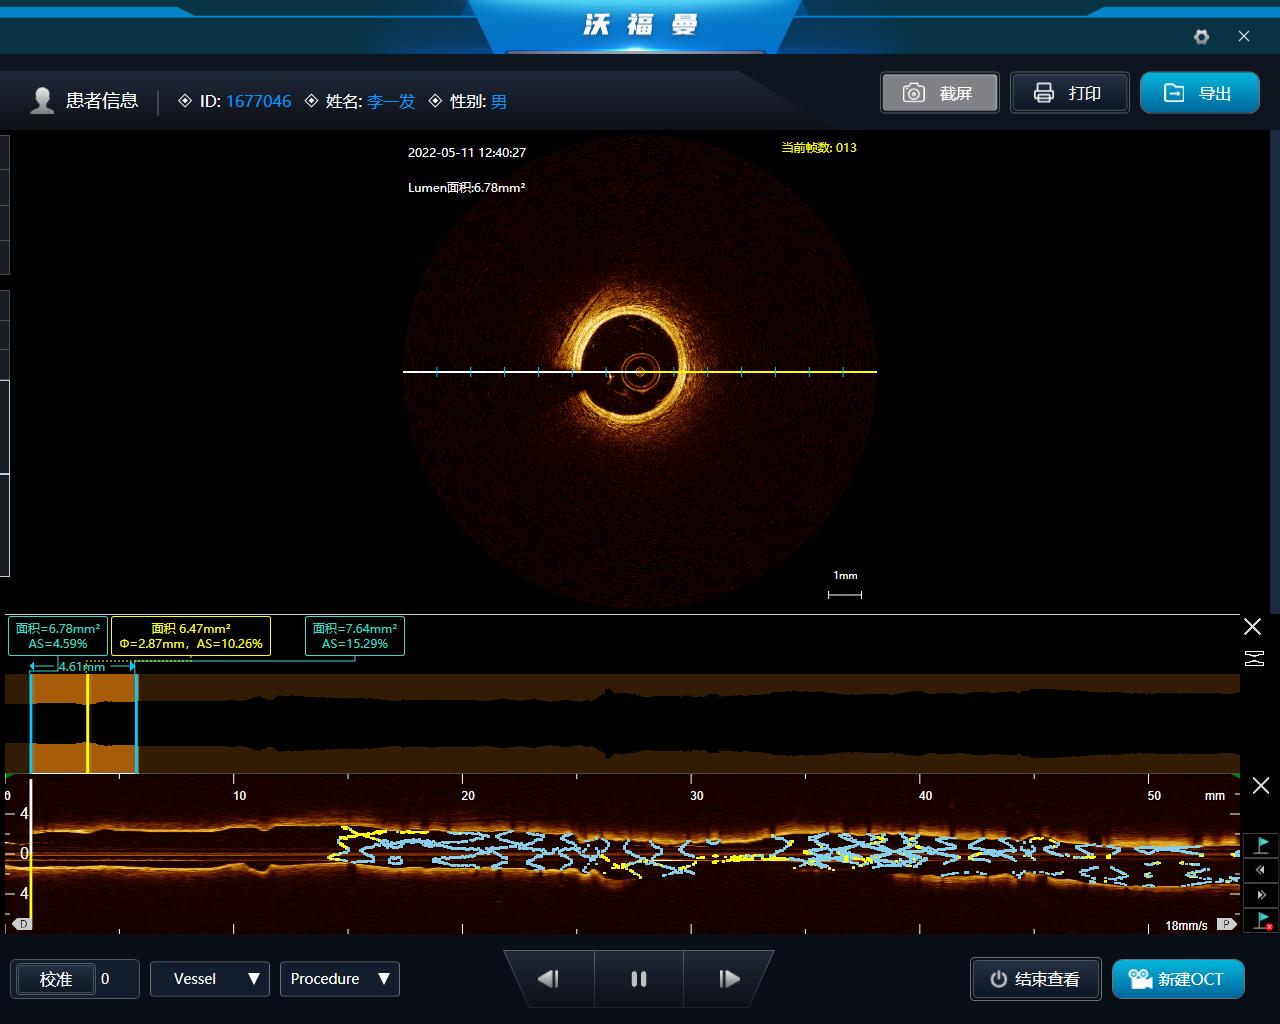 沃福曼
患者信息
ID: 1677046
姓名: 李一发
性别: 男
截屏
打印
导出
2022-05-11 12:40:27
当前帧数: 013
Lumen面积:6.78mm²
1mm
面积=6.78mm²
AS=4.59%
面积 6.47mm²
Φ=2.87mm, AS=10.26%
面积=7.64mm²
AS=15.29%
4.61mm
0 10 20 30 40 50 mm
4
0
4
D
18mm/s
P
校准 0
Vessel
Procedure
结束查看
新建OCT